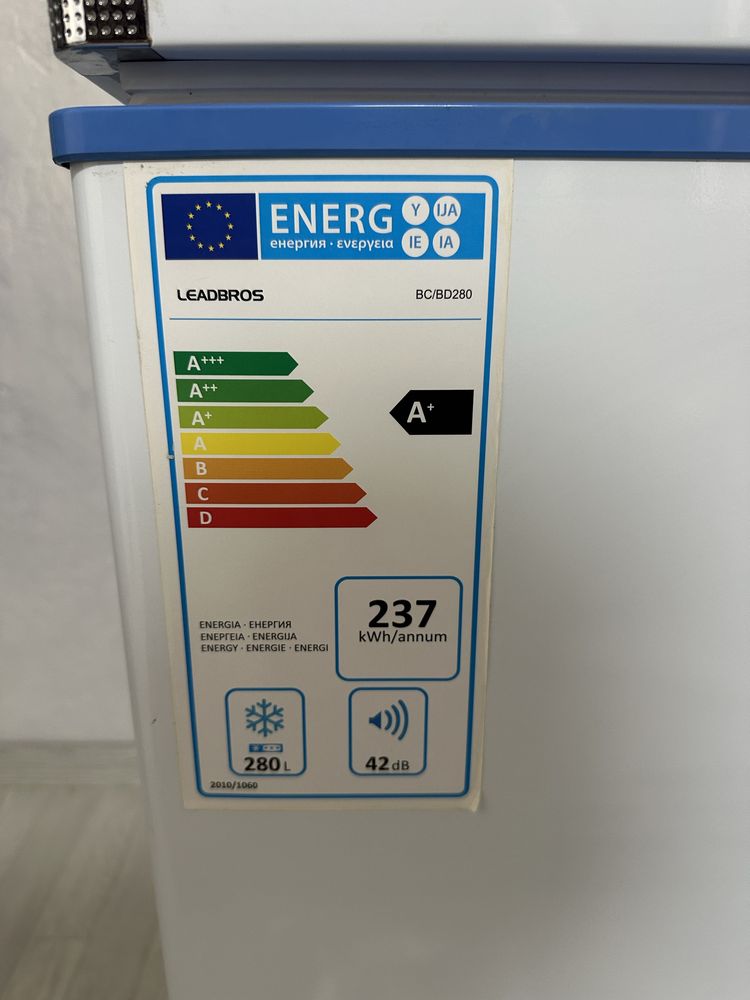 ENERG Y IJA
енергия · ενεργεια IE IA
LEADBROS BC/BD280
A+++
A++
A+
A+
A
B
C
D
237
kWh/annum
ENERGIA · ЕНЕРГИЯ
ΕΝΕΡΓΕΙΑ · ENERGIJA
ENERGY · ENERGIE · ENERGI
280 L
42 dB
2010/1060